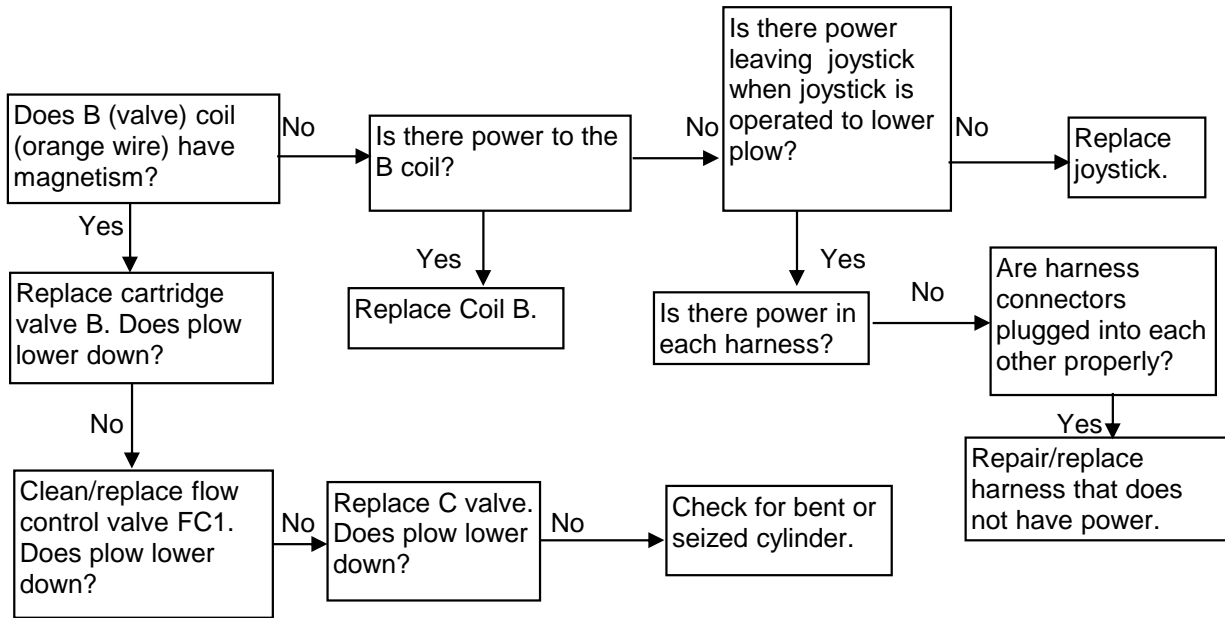 Does B (valve) coil
(orange wire) have
magnetism?
No
Is there power to the
B coil?
No
Is there power
leaving joystick
when joystick is
operated to lower
plow?
No
Replace
joystick.
Yes
Yes
Yes
Replace cartridge
valve B. Does plow
lower down?
Replace Coil B.
Is there power in
each harness?
No
Are harness
connectors
plugged into each
other properly?
No
Yes
Clean/replace flow
control valve FC1.
Does plow lower
down?
No
Replace C valve.
Does plow lower
down?
No
Check for bent or
seized cylinder.
Repair/replace
harness that does
not have power.